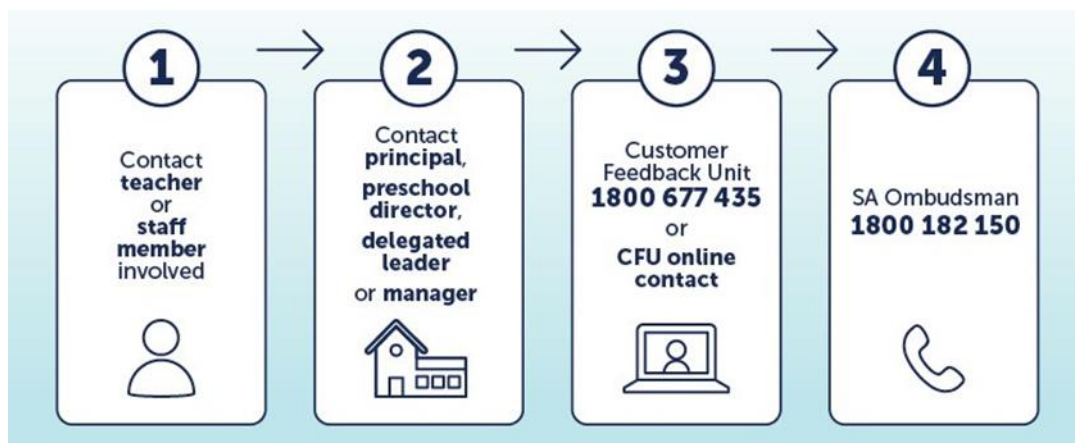 1
Contact
teacher
or
staff
member
involved
2
Contact
principal,
preschool
director,
delegated
leader
or manager
3
Customer
Feedback Unit
1800 677 435
or
CFU online
contact
4
SA Ombudsman
1800 182 150